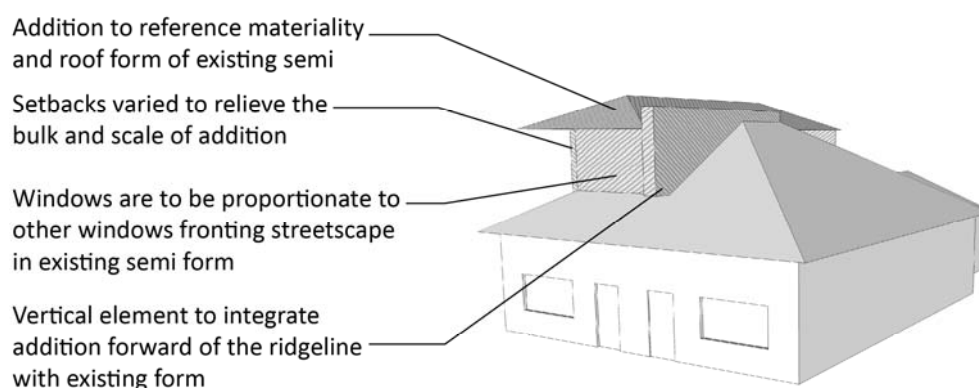 Addition to reference materiality
and roof form of existing semi
Setbacks varied to relieve the
bulk and scale of addition
Windows are to be proportionate to
other windows fronting streetscape
in existing semi form
Vertical element to integrate
addition forward of the ridgeline
with existing form